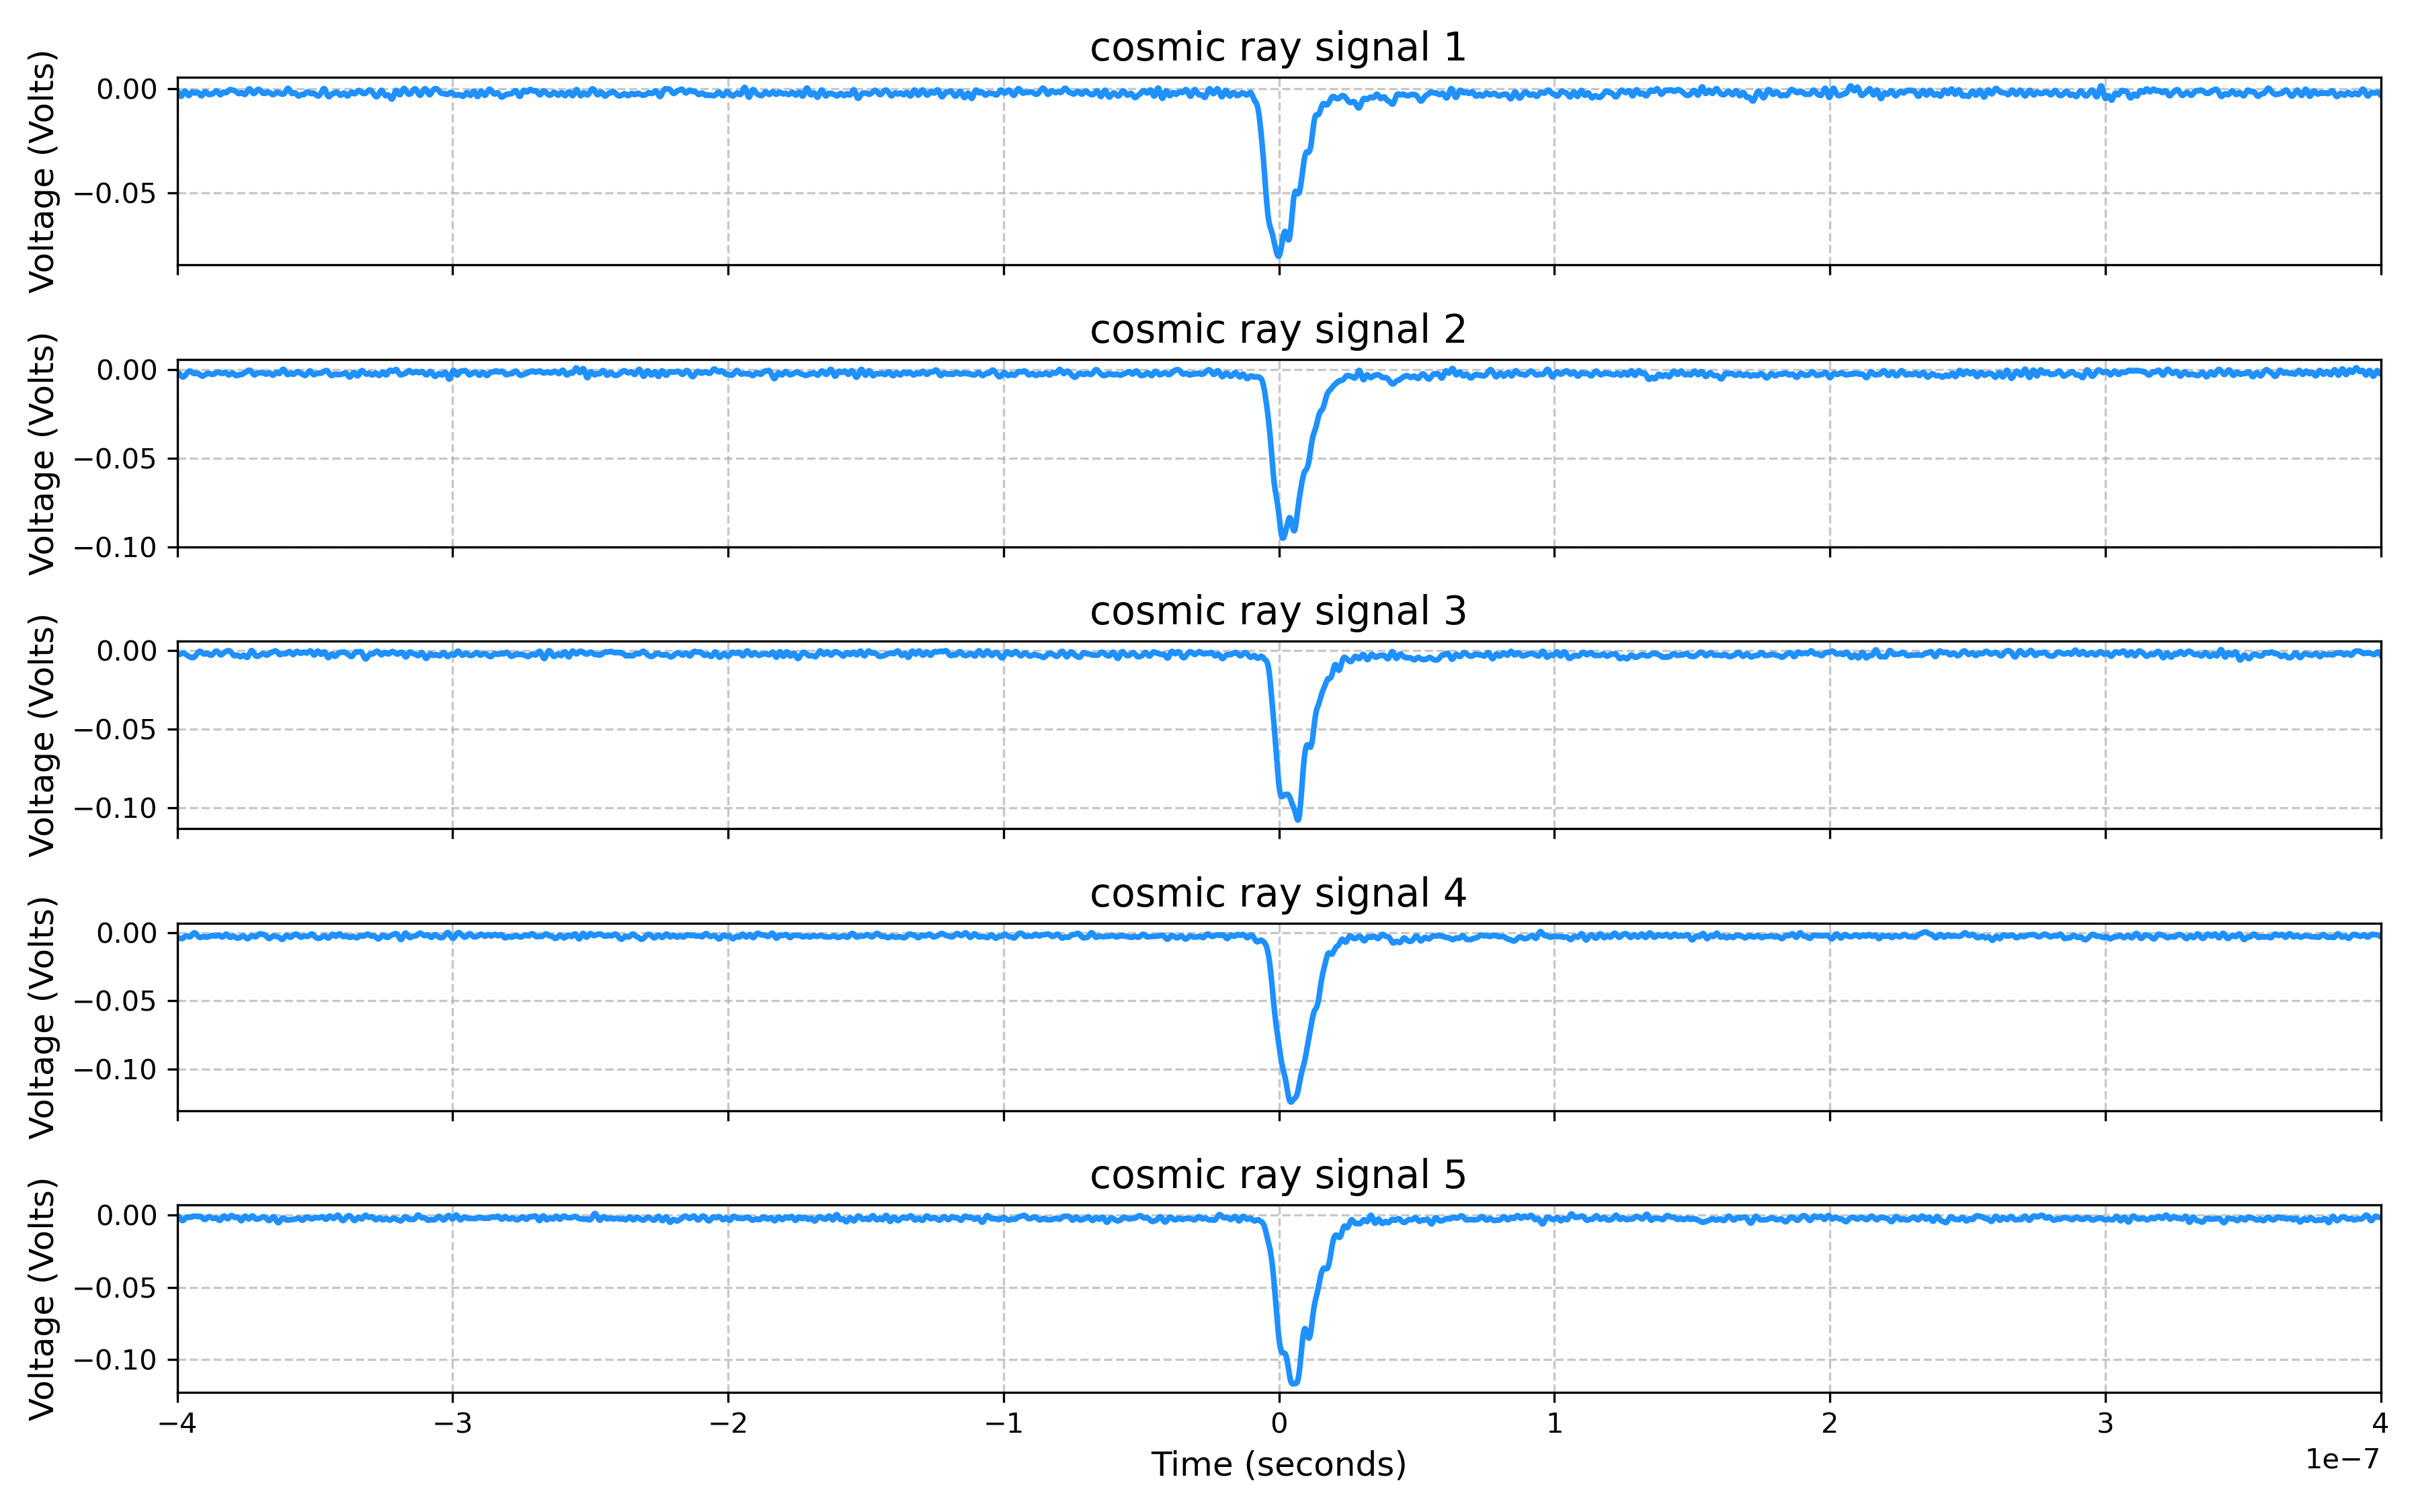 cosmic ray signal 1
Voltage (Volts)
0.00
−0.05
cosmic ray signal 2
Voltage (Volts)
0.00
−0.05
−0.10
cosmic ray signal 3
Voltage (Volts)
0.00
−0.05
−0.10
cosmic ray signal 4
Voltage (Volts)
0.00
−0.05
−0.10
cosmic ray signal 5
Voltage (Volts)
0.00
−0.05
−0.10
−4 −3 −2 −1 0 1 2 3 4
1e−7
Time (seconds)